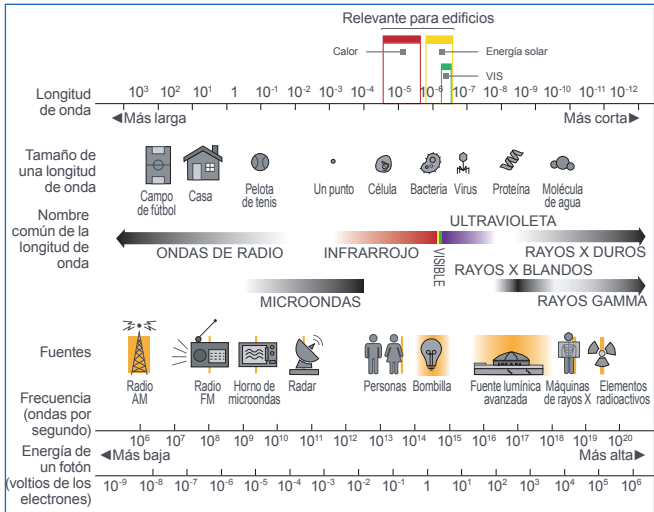 Relevante para edificios
Calor
Energía solar
VIS
Longitud
de onda
10³ 10² 10¹ 1 10⁻¹ 10⁻² 10⁻³ 10⁻⁴ 10⁻⁵ 10⁻⁶ 10⁻⁷ 10⁻⁸ 10⁻⁹ 10⁻¹⁰ 10⁻¹¹ 10⁻¹²
Más larga
Más corta
Tamaño de
una longitud
de onda
Campo
de fútbol
Casa
Pelota
de tenis
Un punto
Célula
Bacteria
Virus
Proteína
Molécula
de agua
Nombre
común de la
longitud de
onda
ONDAS DE RADIO
INFRARROJO
VISIBLE
ULTRAVIOLETA
RAYOS X DUROS
MICROONDAS
RAYOS X BLANDOS
RAYOS GAMMA
Fuentes
Radio
AM
Radio
FM
Horno de
microondas
Radar
Personas
Bombilla
Fuente lumínica
avanzada
Máquinas
de rayos X
Elementos
radioactivos
Frecuencia
(ondas por
segundo)
10⁶ 10⁷ 10⁸ 10⁹ 10¹⁰ 10¹¹ 10¹² 10¹³ 10¹⁴ 10¹⁵ 10¹⁶ 10¹⁷ 10¹⁸ 10¹⁹ 10²⁰
Energía de
un fotón
(voltios de los
electrones)
Más baja
Más alta
10⁻⁹ 10⁻⁸ 10⁻⁷ 10⁻⁶ 10⁻⁵ 10⁻⁴ 10⁻³ 10⁻² 10⁻¹ 1 10¹ 10² 10³ 10⁴ 10⁵ 10⁶